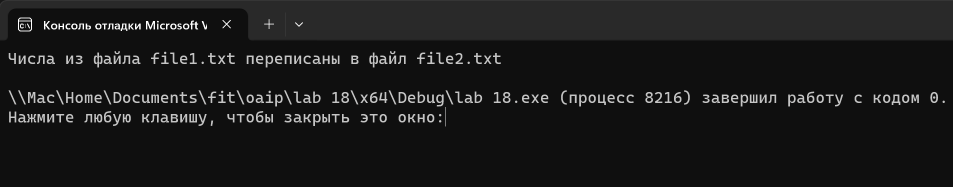 Консоль отладки Microsoft V
Числа из файла file1.txt переписаны в файл file2.txt
\\Mac\Home\Documents\fit\oaip\lab 18\x64\Debug\lab 18.exe (процесс 8216) завершил работу с кодом 0.
Нажмите любую клавишу, чтобы закрыть это окно: